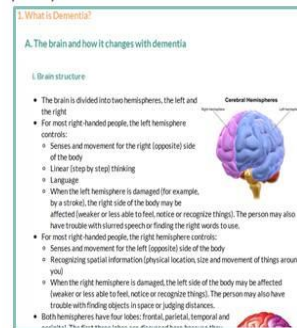 1. What is Dementia?
A. The brain and how it changes with dementia
i. Brain structure
The brain is divided into two hemispheres, the left and
the right
Cerebral Hemispheres
For most right-handed people, the left hemisphere
controls:
Senses and movement for the right (opposite) side
of the body
Linear (step by step) thinking
Language
When the left hemisphere is damaged (for example,
by a stroke), the right side of the body may be
affected (weaker or less able to feel, notice or recognize things). The person may also
have trouble with slurred speech or finding the right words to use.
For most right-handed people, the right hemisphere controls:
Senses and movement for the left (opposite) side of the body
Recognizing spatial information (physical location, size and movement of things aroun
you)
When the right hemisphere is damaged, the left side of the body may be affected
(weaker or less able to feel, notice or recognize things). The person may also have
trouble with finding objects in space or judging distances.
Both hemispheres have four lobes: frontal, parietal, temporal and